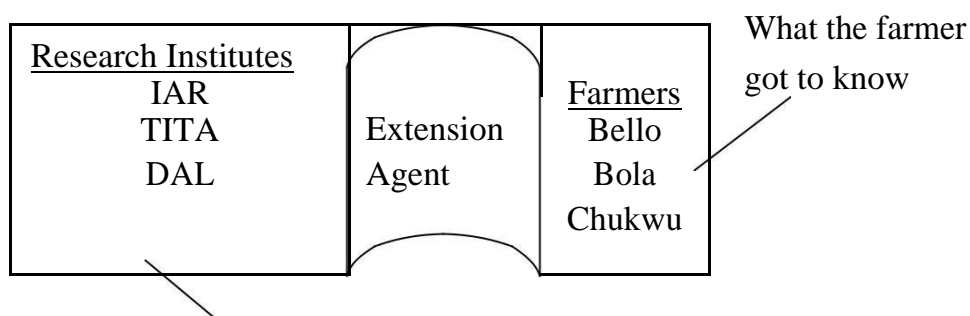 Research Institutes
IAR
TITA
DAL
Extension
Agent
Farmers
Bello
Bola
Chukwu
What the farmer
got to know